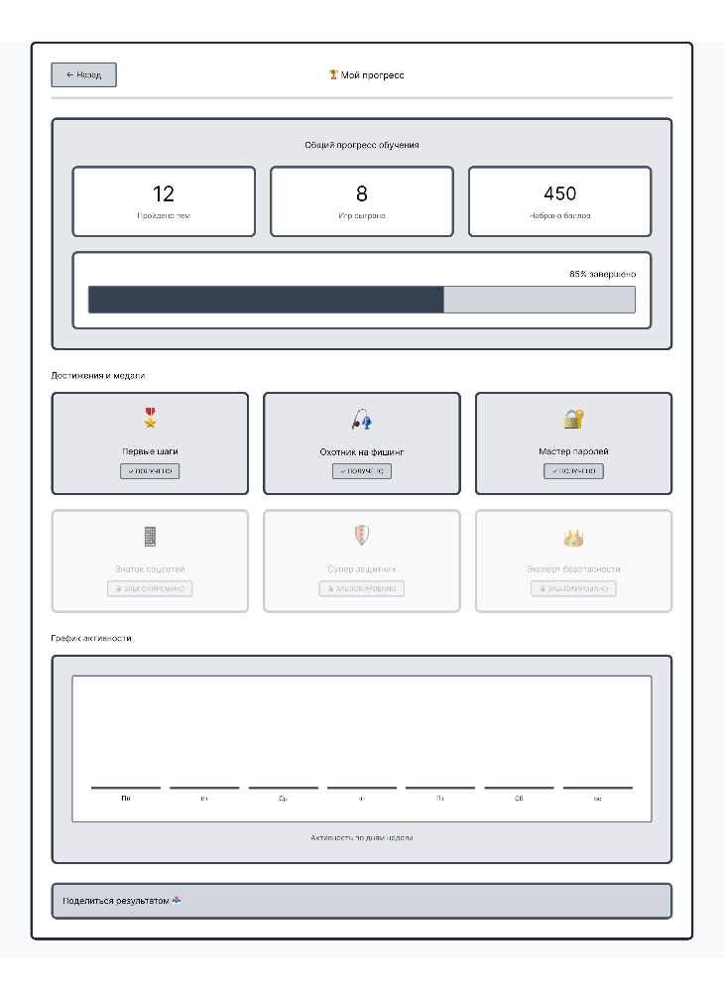 ← Назад
🏆 Мой прогресс
Общий прогресс обучения
12
Пройдено тем
8
Игр сыграно
450
Набрано баллов
65% завершено
Достижения и медали
Первые шаги
✓ ПОЛУЧЕНО
Охотник на фишинг
✓ ПОЛУЧЕНО
Мастер паролей
✓ ПОЛУЧЕНО
Знаток соцсетей
🔒 ЗАБЛОКИРОВАНО
Супер защитник
🔒 ЗАБЛОКИРОВАНО
Эксперт безопасности
🔒 ЗАБЛОКИРОВАНО
График активности
Пн Вт Ср Чт Пт Сб Вс
Активность по дням недели
Поделиться результатом 📤